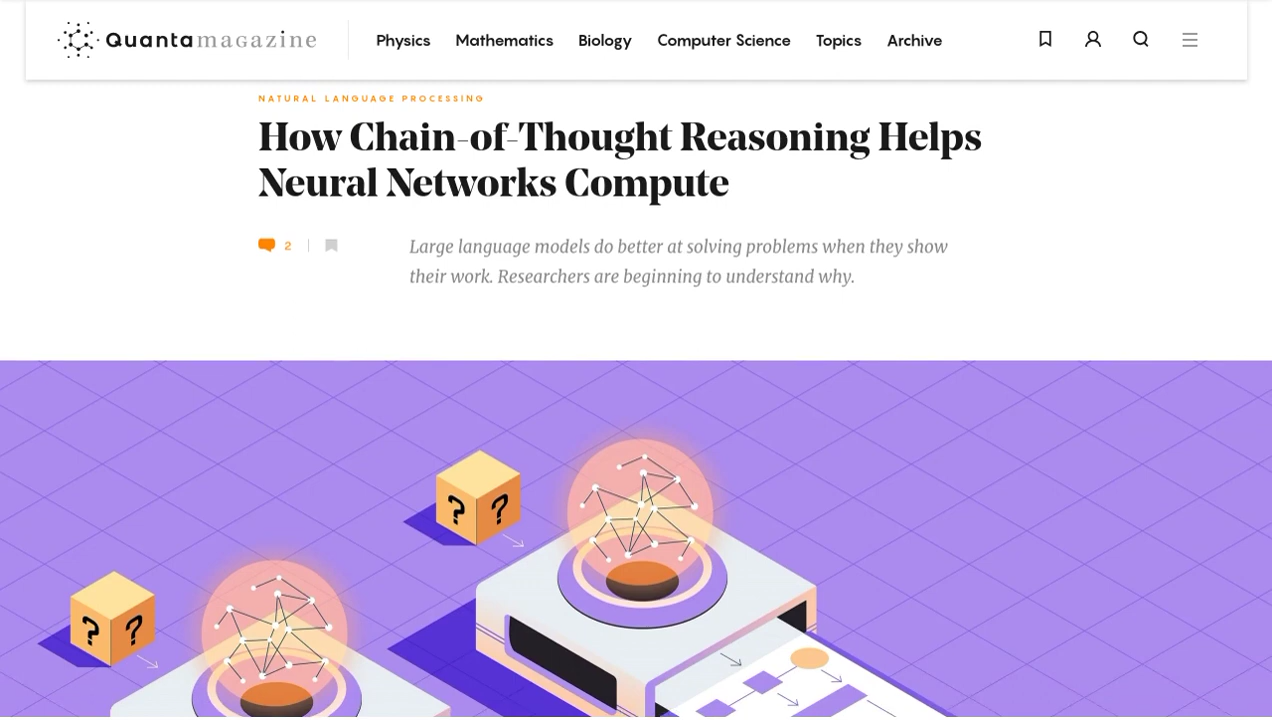 Quantamagazine
Physics Mathematics Biology Computer Science Topics Archive
NATURAL LANGUAGE PROCESSING
How Chain-of-Thought Reasoning Helps
Neural Networks Compute
2
Large language models do better at solving problems when they show
their work. Researchers are beginning to understand why.
? ?
? ?